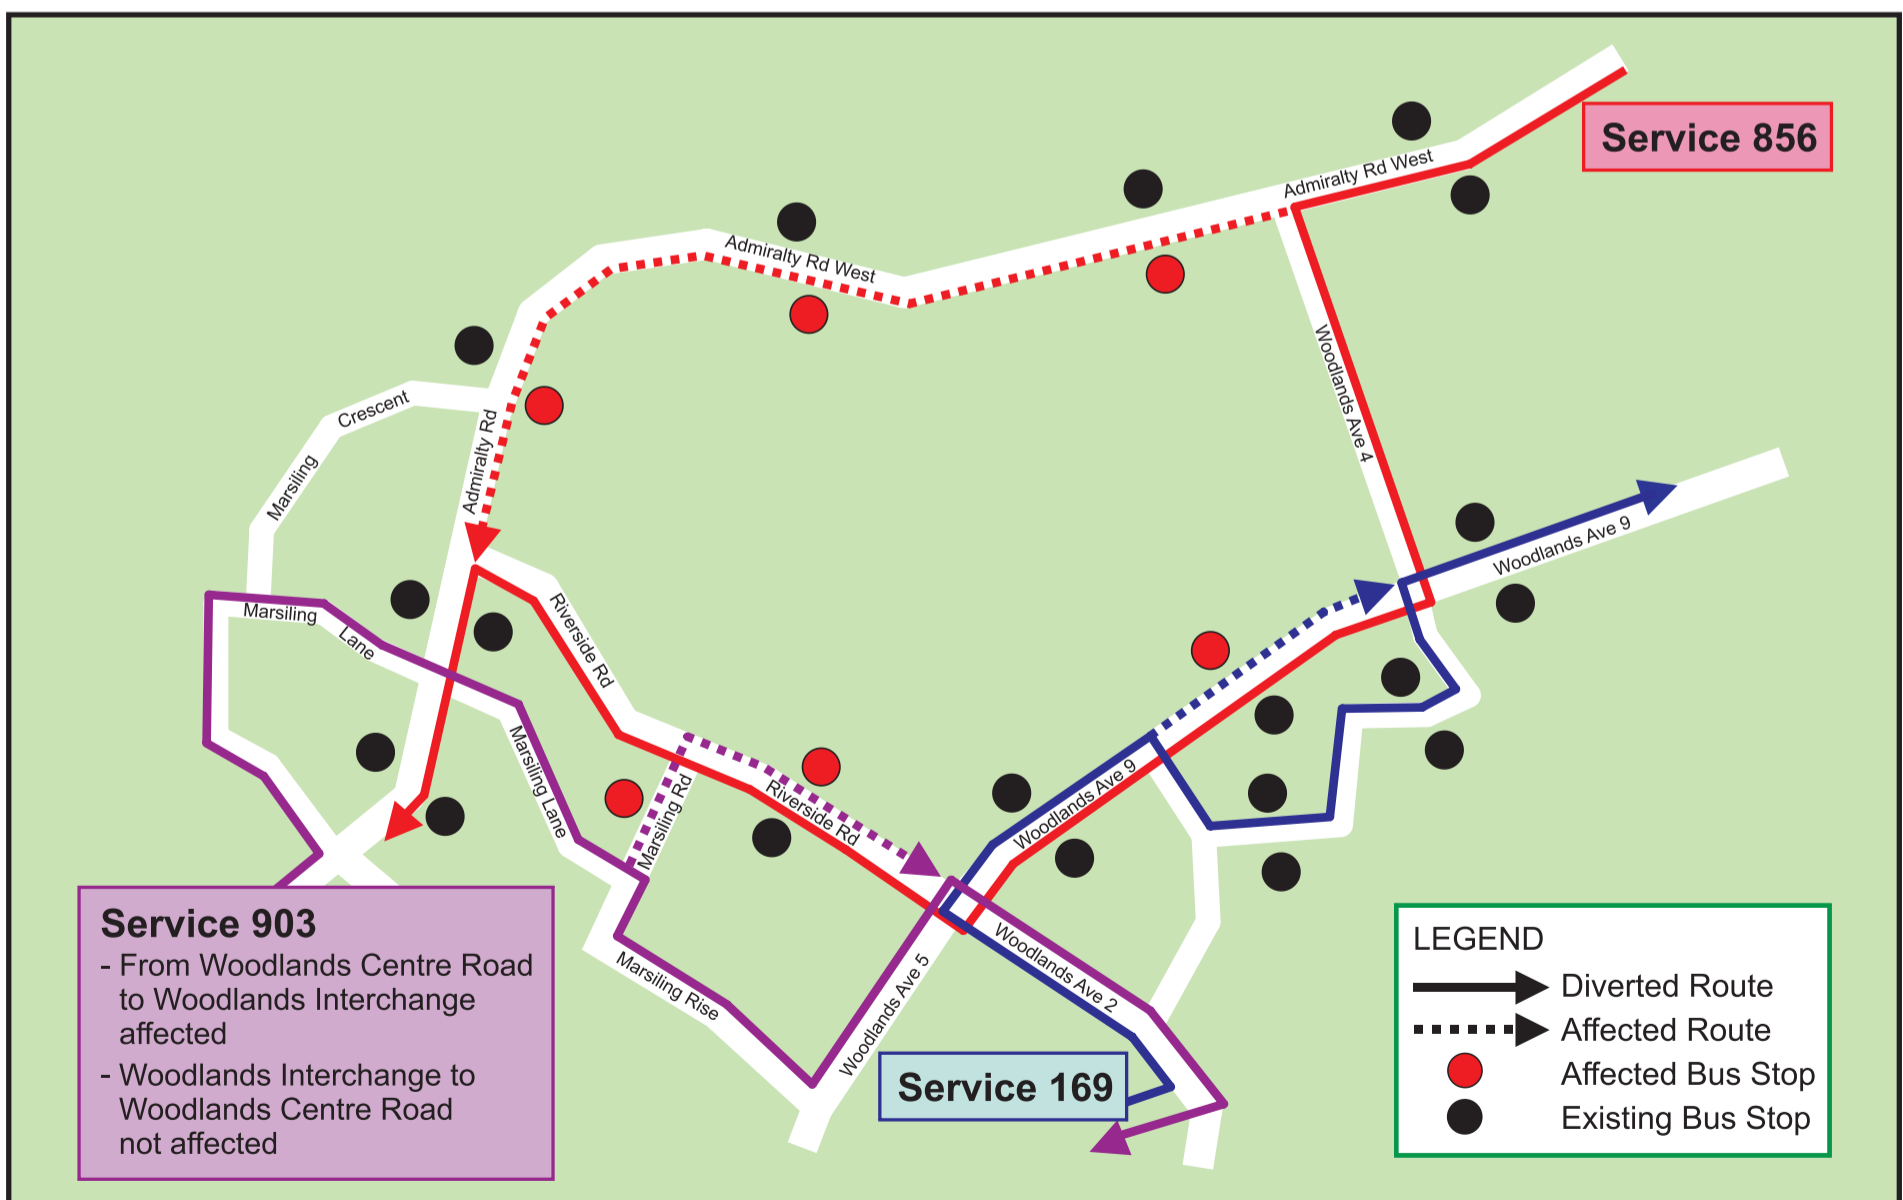 Service 856
Admiralty Rd West
Admiralty Rd West
Woodlands Ave 4
Crescent
Marsiling
Admiralty Rd
Woodlands Ave 9
Marsiling
Lane
Riverside Rd
Marsiling Lane
Marsiling Rd
Riverside Rd
Woodlands Ave 9
Marsiling Rise
Woodlands Ave 5
Woodlands Ave 2
Service 903
- From Woodlands Centre Road
to Woodlands Interchange
affected
- Woodlands Interchange to
Woodlands Centre Road
not affected
Service 169
LEGEND
Diverted Route
Affected Route
Affected Bus Stop
Existing Bus Stop